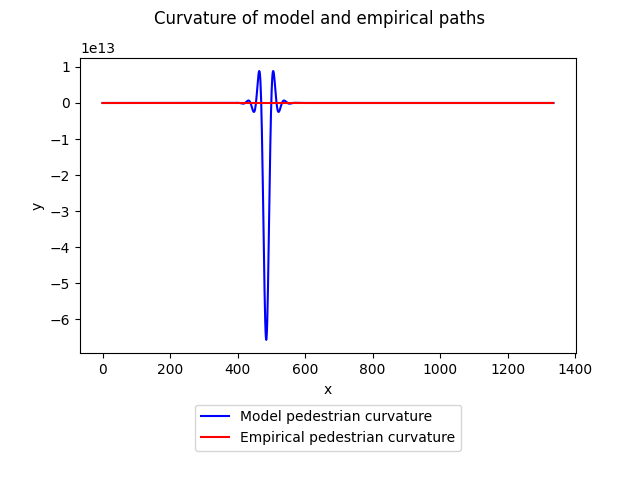 Curvature of model and empirical paths
1e13
1
0
−1
−2
−3
−4
−5
−6
y
0 200 400 600 800 1000 1200 1400
x
Model pedestrian curvature
Empirical pedestrian curvature